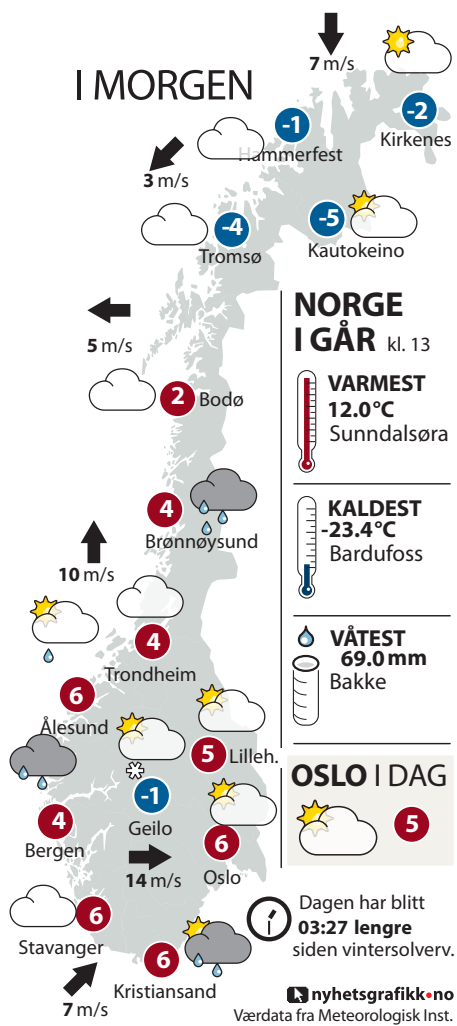 7 m/s
I MORGEN
-2
-1
Kirkenes
Hammerfest
3 m/s
-4
-5
Tromsø
Kautokeino
NORGE
I GÅR kl. 13
5 m/s
VARMEST
12.0°C
Sunndalsøra
2 Bodø
KALDEST
-23.4°C
Bardufoss
4
Brønnøysund
10 m/s
VÅTEST
69.0 mm
Bakke
4
Trondheim
6
Ålesund
5 Lilleh.
OSLO I DAG
5
-1
Geilo
4
Bergen
6
Oslo
14 m/s
Dagen har blitt
03:27 lengre
siden vintersolverv.
6
Stavanger
6
Kristiansand
7 m/s
nyhetsgrafikk•no
Værdata fra Meteorologisk Inst.